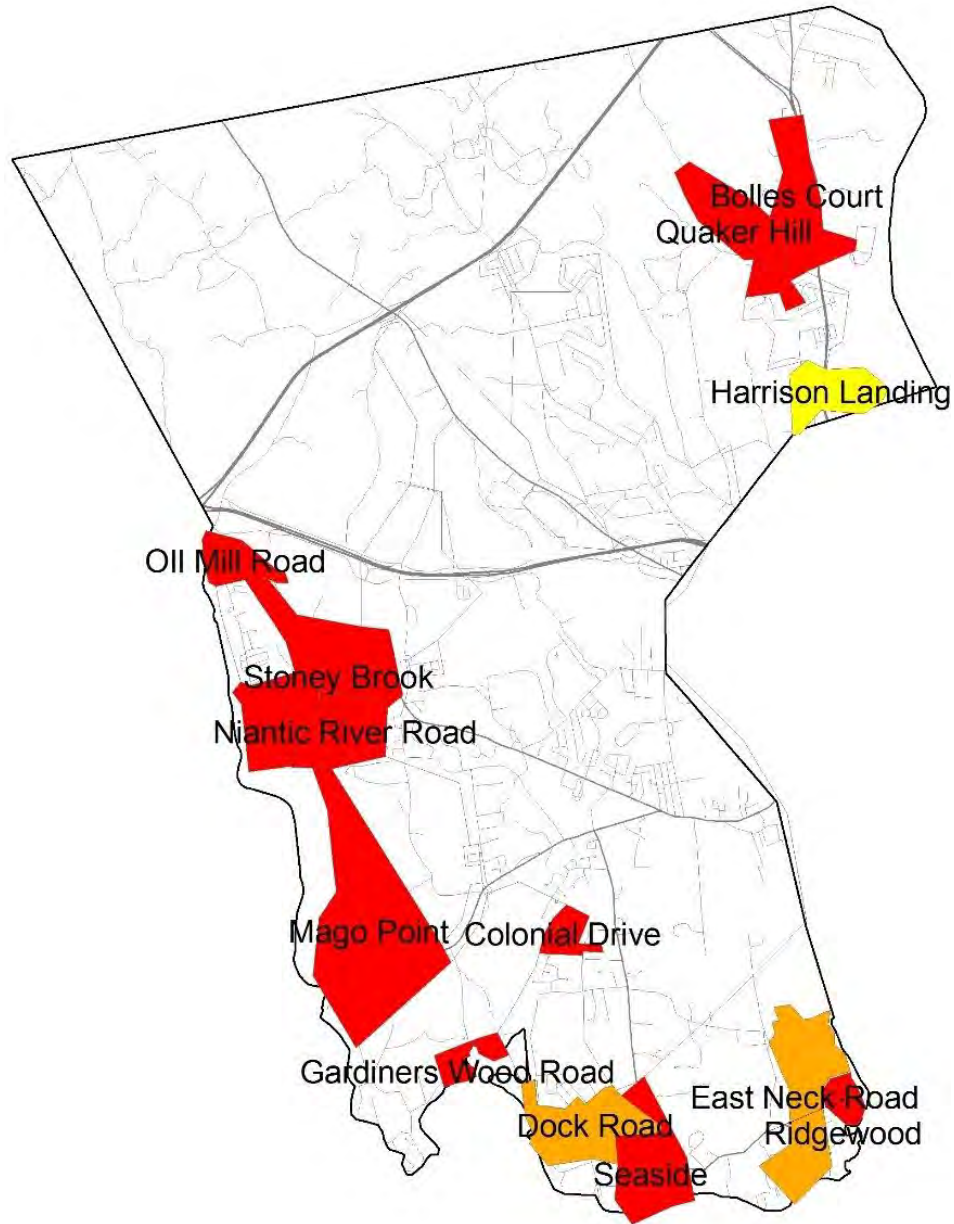 Bolles Court
Quaker Hill
Harrison Landing
Oll Mill Road
Stoney Brook
Niantic River Road
Mago Point
Colonial Drive
Gardiners Wood Road
East Neck Road
Dock Road
Ridgewood
Seaside